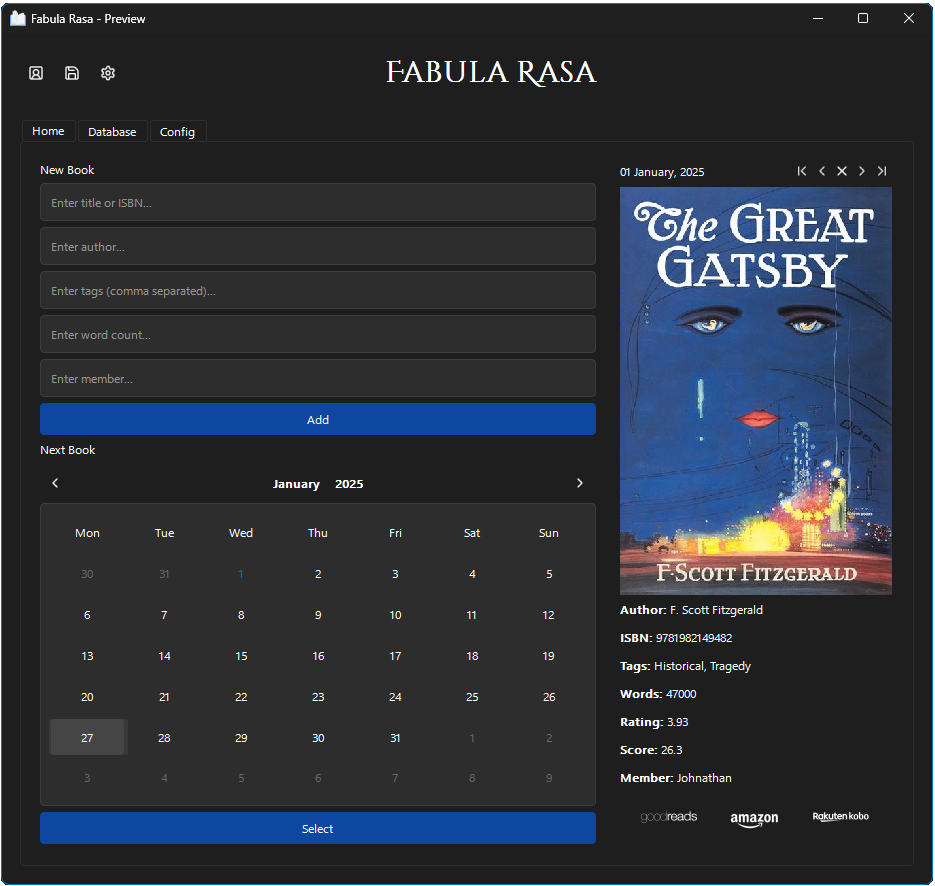 Fabula Rasa - Preview
FABULA RASA
Home Database Config
New Book
Enter title or ISBN...
Enter author...
Enter tags (comma separated)...
Enter word count...
Enter member...
Add
Next Book
January 2025
Mon Tue Wed Thu Fri Sat Sun
30 31 1 2 3 4 5
6 7 8 9 10 11 12
13 14 15 16 17 18 19
20 21 22 23 24 25 26
27 28 29 30 31 1 2
3 4 5 6 7 8 9
Select
01 January, 2025
The GREAT
GATSBY
F·SCOTT FITZGERALD
Author: F. Scott Fitzgerald
ISBN: 9781982149482
Tags: Historical, Tragedy
Words: 47000
Rating: 3.93
Score: 26.3
Member: Johnathan
goodreads amazon Rakuten kobo